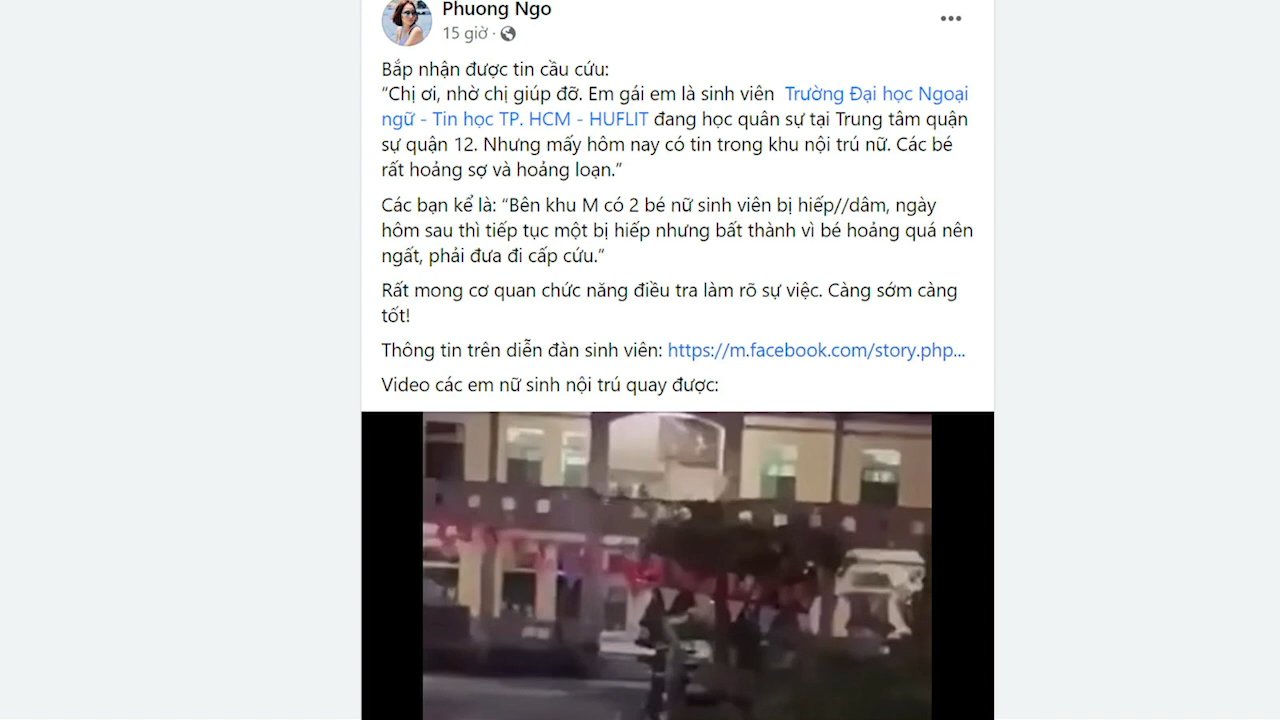 Phuong Ngo
15 giờ ·
Bắp nhận được tin cầu cứu:
“Chị ơi, nhờ chị giúp đỡ. Em gái em là sinh viên Trường Đại học Ngoại
ngữ - Tin học TP. HCM - HUFLIT đang học quân sự tại Trung tâm quận
sự quận 12. Nhưng mấy hôm nay có tin trong khu nội trú nữ. Các bé
rất hoảng sợ và hoảng loạn.”
Các bạn kể là: “Bên khu M có 2 bé nữ sinh viên bị hiếp//dâm, ngày
hôm sau thì tiếp tục một bị hiếp nhưng bất thành vì bé hoảng quá nên
ngất, phải đưa đi cấp cứu.”
Rất mong cơ quan chức năng điều tra làm rõ sự việc. Càng sớm càng
tốt!
Thông tin trên diễn đàn sinh viên: https://m.facebook.com/story.php...
Video các em nữ sinh nội trú quay được: